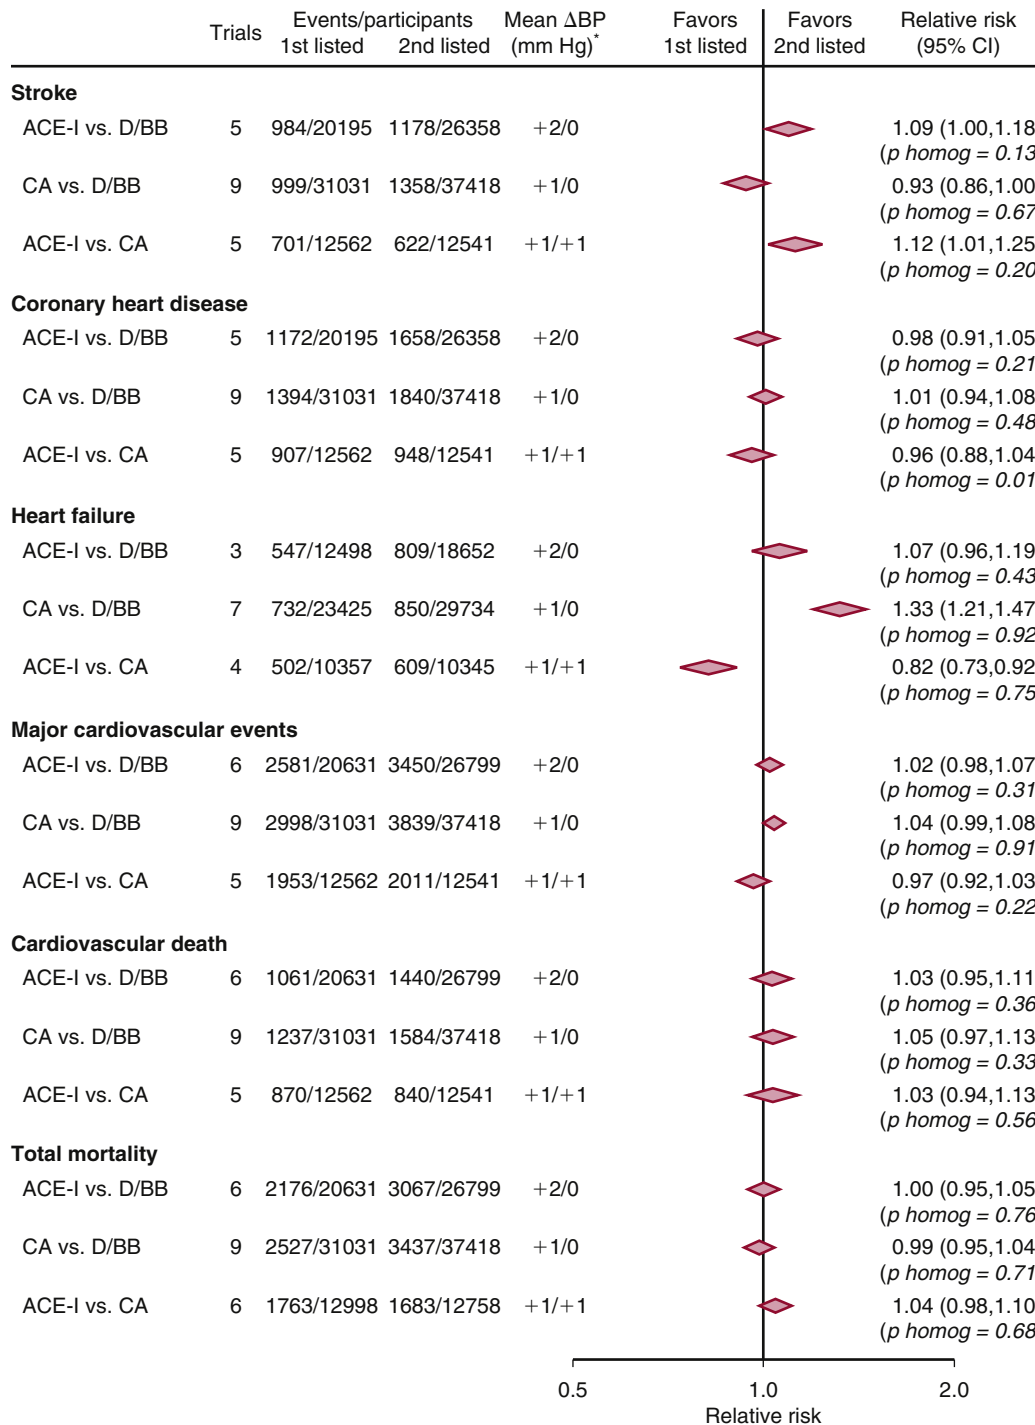 Trials Events/participants Mean ΔBP Favors Favors Relative risk
1st listed 2nd listed (mm Hg)* 1st listed 2nd listed (95% CI)
Stroke
ACE-I vs. D/BB 5 984/20195 1178/26358 +2/0 1.09 (1.00,1.18
(p homog = 0.13
CA vs. D/BB 9 999/31031 1358/37418 +1/0 0.93 (0.86,1.00
(p homog = 0.67
ACE-I vs. CA 5 701/12562 622/12541 +1/+1 1.12 (1.01,1.25
(p homog = 0.20
Coronary heart disease
ACE-I vs. D/BB 5 1172/20195 1658/26358 +2/0 0.98 (0.91,1.05
(p homog = 0.21
CA vs. D/BB 9 1394/31031 1840/37418 +1/0 1.01 (0.94,1.08
(p homog = 0.48
ACE-I vs. CA 5 907/12562 948/12541 +1/+1 0.96 (0.88,1.04
(p homog = 0.01
Heart failure
ACE-I vs. D/BB 3 547/12498 809/18652 +2/0 1.07 (0.96,1.19
(p homog = 0.43
CA vs. D/BB 7 732/23425 850/29734 +1/0 1.33 (1.21,1.47
(p homog = 0.92
ACE-I vs. CA 4 502/10357 609/10345 +1/+1 0.82 (0.73,0.92
(p homog = 0.75
Major cardiovascular events
ACE-I vs. D/BB 6 2581/20631 3450/26799 +2/0 1.02 (0.98,1.07
(p homog = 0.31
CA vs. D/BB 9 2998/31031 3839/37418 +1/0 1.04 (0.99,1.08
(p homog = 0.91
ACE-I vs. CA 5 1953/12562 2011/12541 +1/+1 0.97 (0.92,1.03
(p homog = 0.22
Cardiovascular death
ACE-I vs. D/BB 6 1061/20631 1440/26799 +2/0 1.03 (0.95,1.11
(p homog = 0.36
CA vs. D/BB 9 1237/31031 1584/37418 +1/0 1.05 (0.97,1.13
(p homog = 0.33
ACE-I vs. CA 5 870/12562 840/12541 +1/+1 1.03 (0.94,1.13
(p homog = 0.56
Total mortality
ACE-I vs. D/BB 6 2176/20631 3067/26799 +2/0 1.00 (0.95,1.05
(p homog = 0.76
CA vs. D/BB 9 2527/31031 3437/37418 +1/0 0.99 (0.95,1.04
(p homog = 0.71
ACE-I vs. CA 6 1763/12998 1683/12758 +1/+1 1.04 (0.98,1.10
(p homog = 0.68
0.5 1.0 2.0
Relative risk